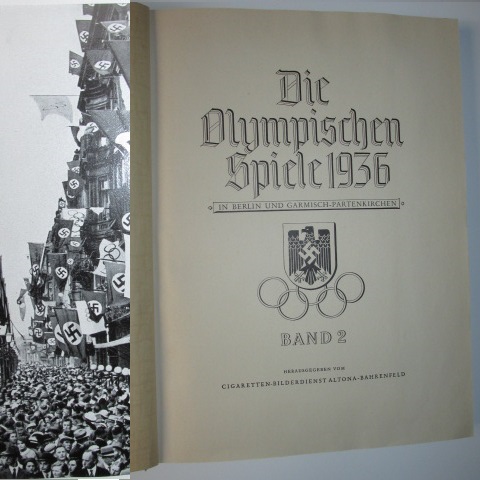 Die
Olympischen
Spiele 1936
IN BERLIN UND GARMISCH-PARTENKIRCHEN
BAND 2
HERAUSGEGEBEN VOM
CIGARETTEN-BILDERDIENST ALTONA-BAHRENFELD